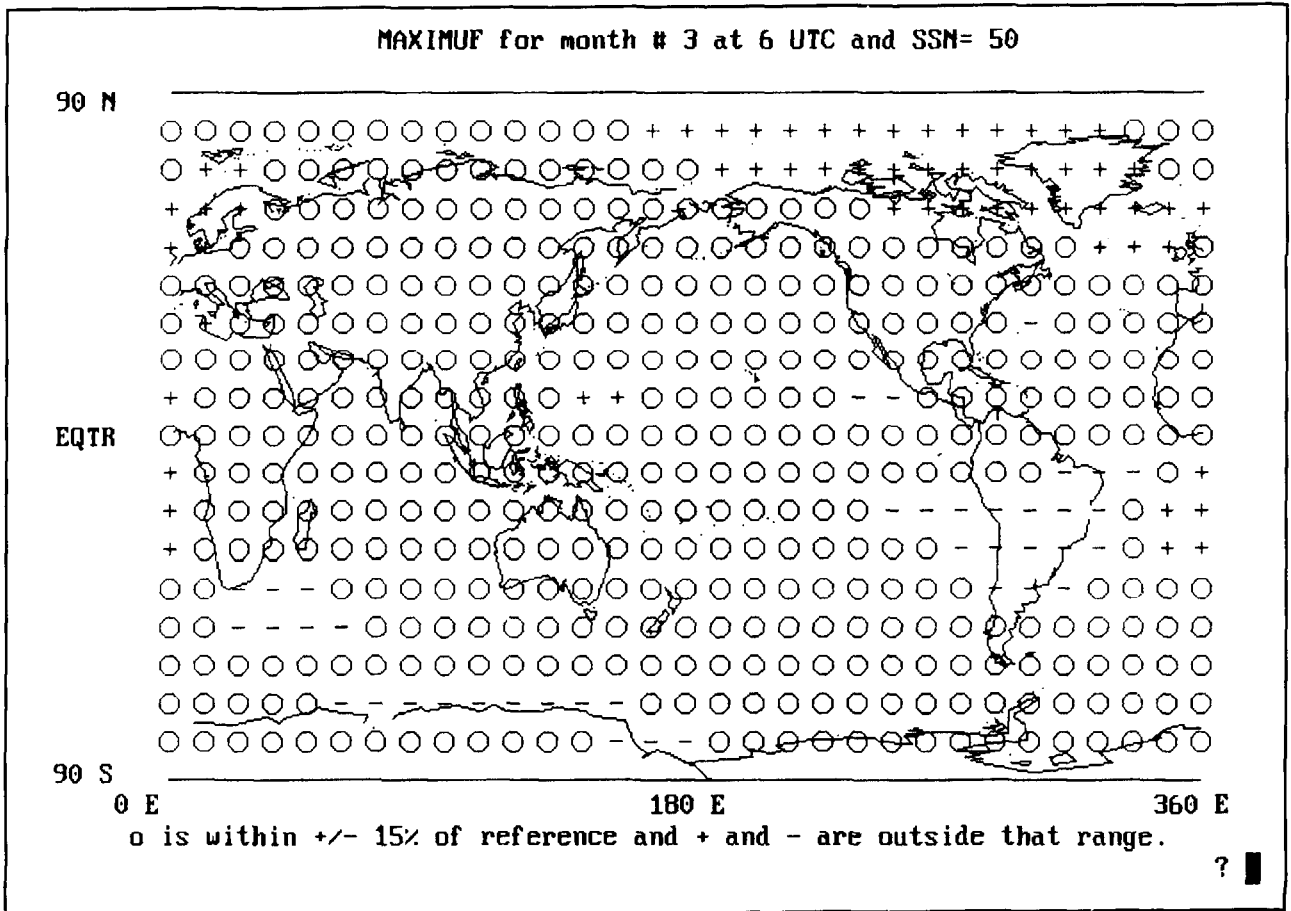 MAXIMUF for month # 3 at 6 UTC and SSN= 50
90 N
EQTR
90 S
0 E 180 E 360 E
o is within +/- 15% of reference and + and - are outside that range.
?